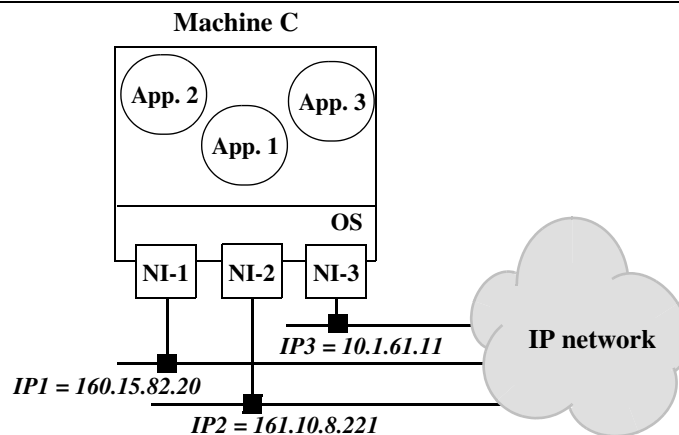 Machine C
App. 2
App. 3
App. 1
OS
NI-1
NI-2
NI-3
IP network
IP3 = 10.1.61.11
IP1 = 160.15.82.20
IP2 = 161.10.8.221